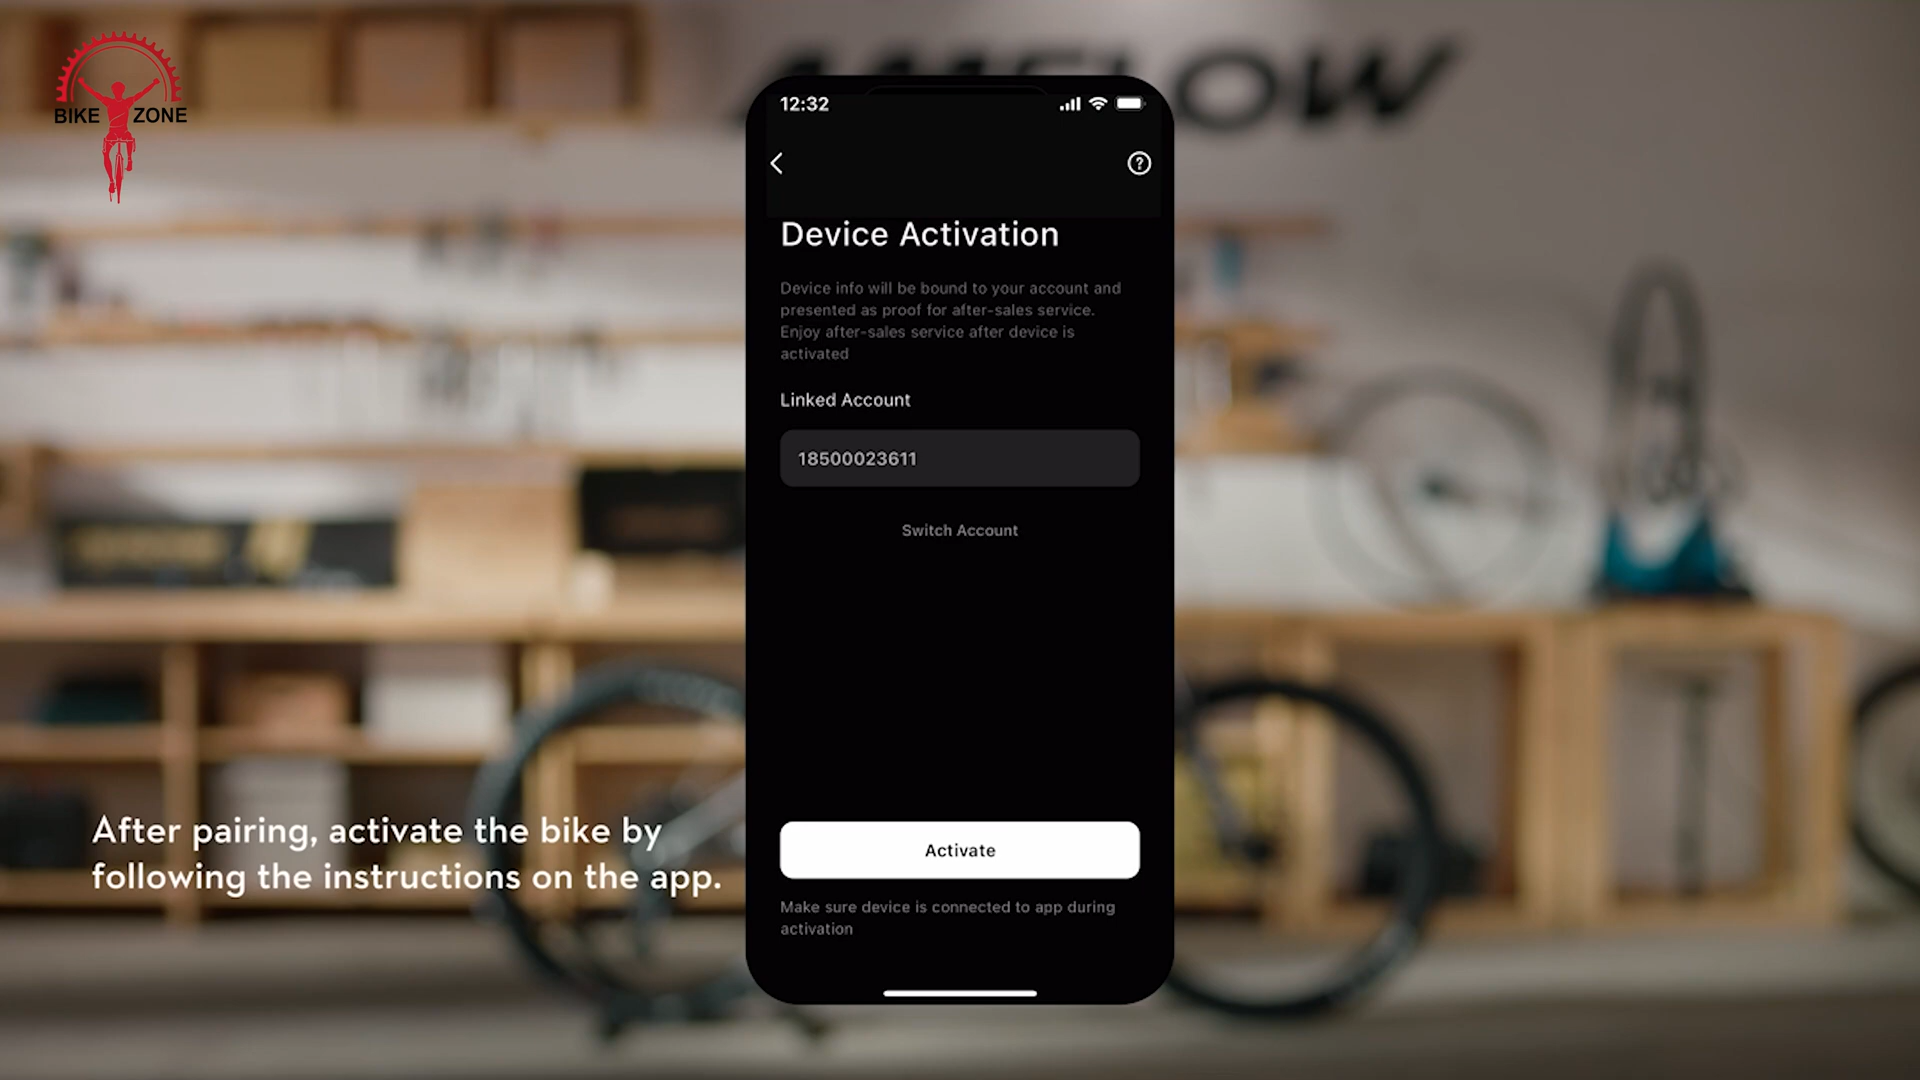 BIKE ZONE
AMFLOW
12:32
Device Activation
Device info will be bound to your account and
presented as proof for after-sales service.
Enjoy after-sales service after device is
activated
Linked Account
18500023611
Switch Account
Activate
Make sure device is connected to app during
activation
After pairing, activate the bike by
following the instructions on the app.